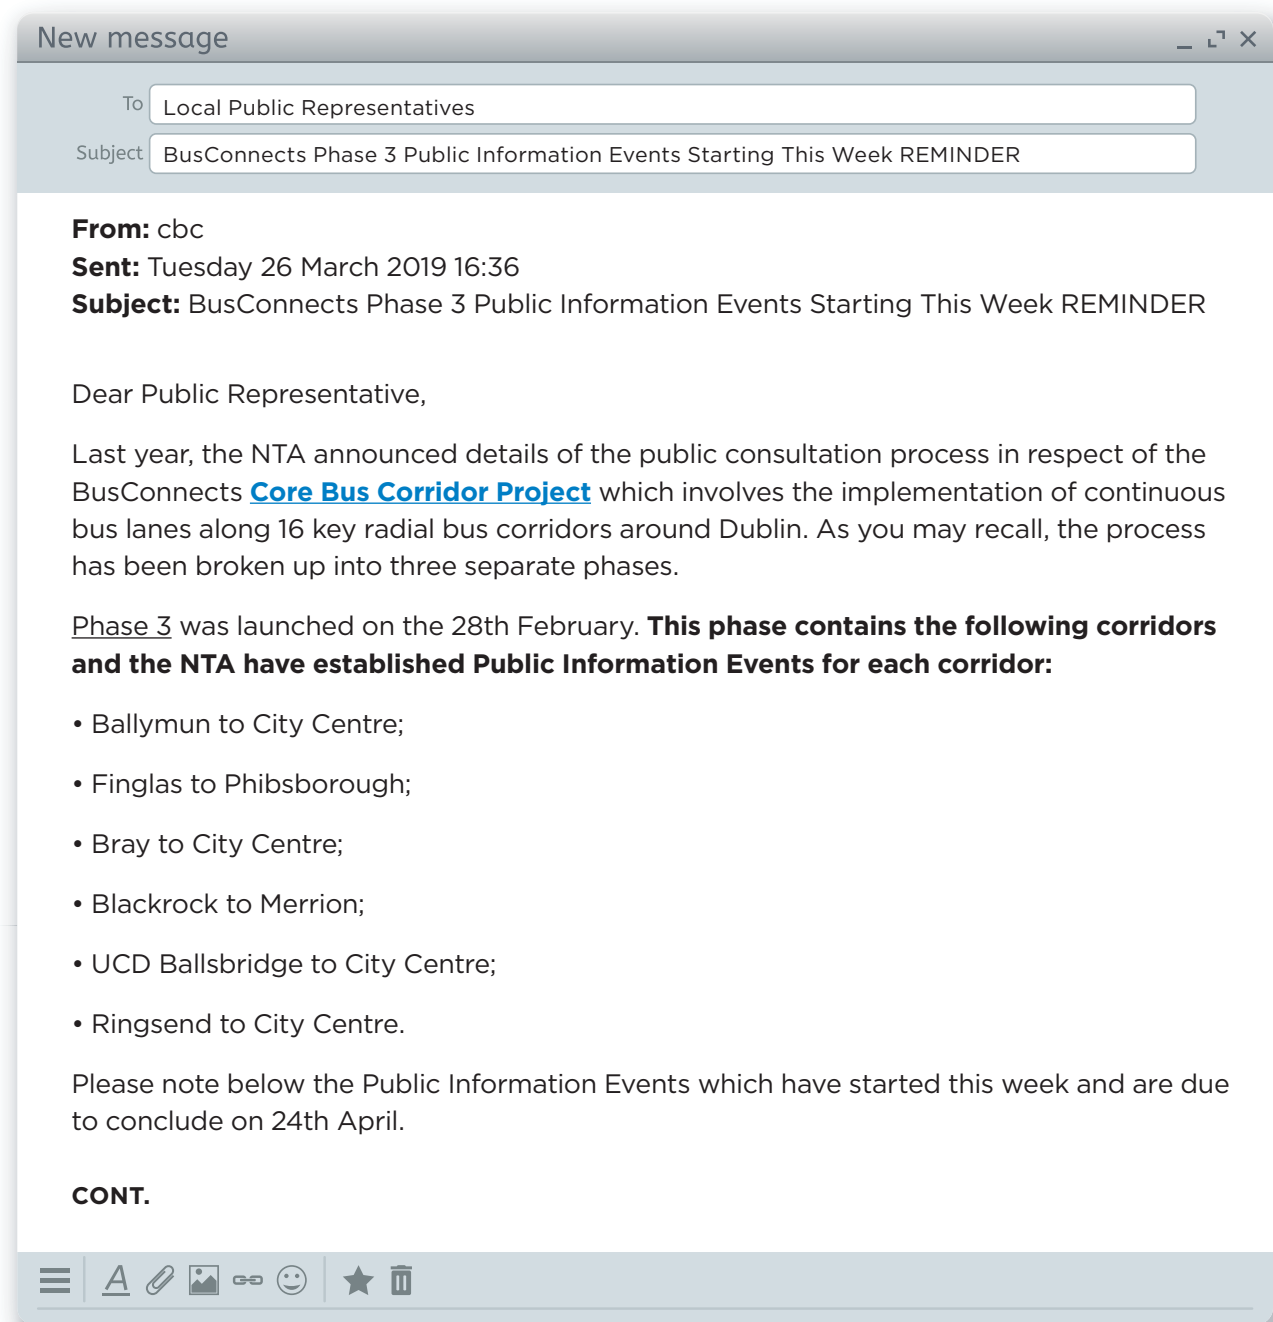 New message
To Local Public Representatives
Subject BusConnects Phase 3 Public Information Events Starting This Week REMINDER
From: cbc
Sent: Tuesday 26 March 2019 16:36
Subject: BusConnects Phase 3 Public Information Events Starting This Week REMINDER
Dear Public Representative,
Last year, the NTA announced details of the public consultation process in respect of the
BusConnects Core Bus Corridor Project which involves the implementation of continuous
bus lanes along 16 key radial bus corridors around Dublin. As you may recall, the process
has been broken up into three separate phases.
Phase 3 was launched on the 28th February. This phase contains the following corridors
and the NTA have established Public Information Events for each corridor:
• Ballymun to City Centre;
• Finglas to Phibsborough;
• Bray to City Centre;
• Blackrock to Merrion;
• UCD Ballsbridge to City Centre;
• Ringsend to City Centre.
Please note below the Public Information Events which have started this week and are due
to conclude on 24th April.
CONT.
A